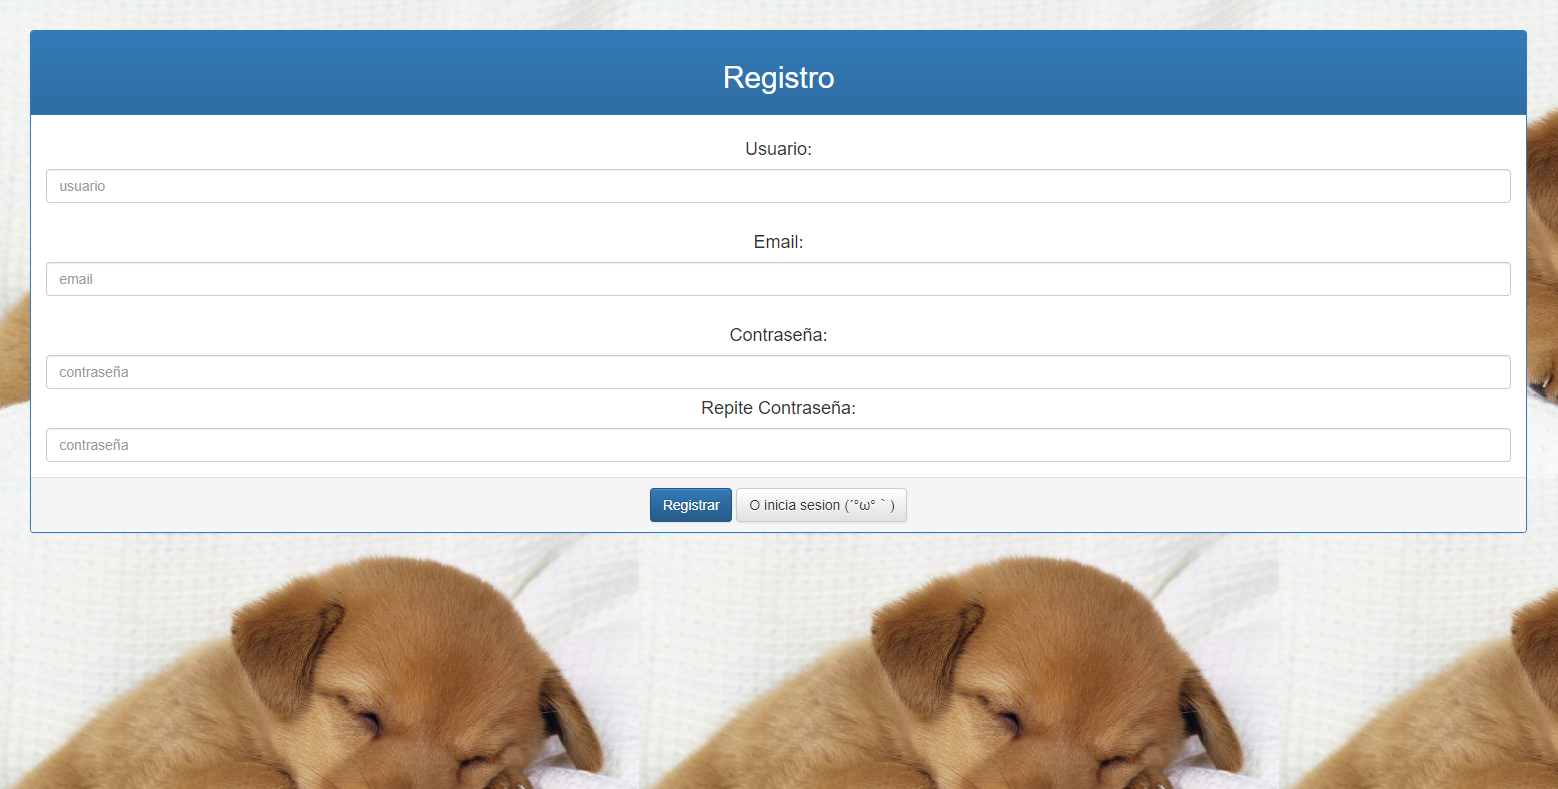 Registro
Usuario:
usuario
Email:
email
Contraseña:
contraseña
Repite Contraseña:
contraseña
Registrar
O inicia sesion (´°ω°｀)